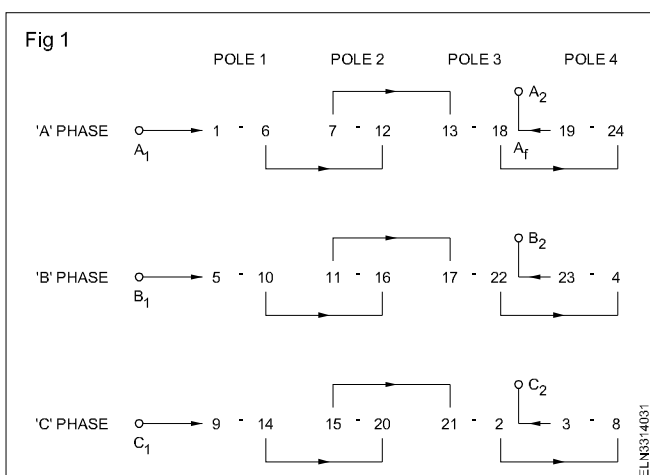 Fig 1
POLE 1 POLE 2 POLE 3 POLE 4
A2
'A' PHASE 1 - 6 7 - 12 13 - 18 19 - 24
A1 Af
B2
'B' PHASE 5 - 10 11 - 16 17 - 22 23 - 4
B1
C2
'C' PHASE 9 - 14 15 - 20 21 - 2 3 - 8
C1
ELN3314031